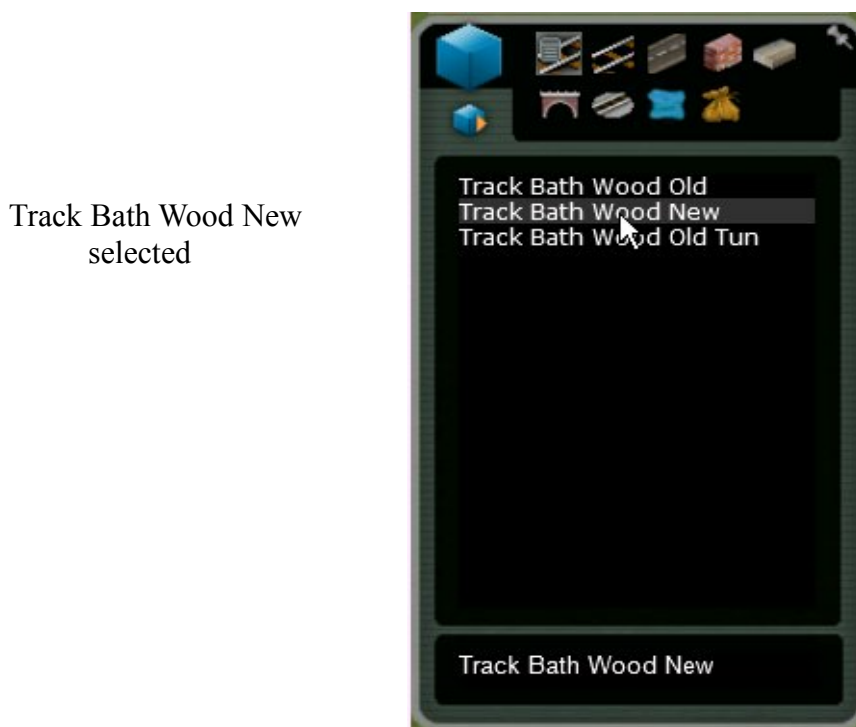 Track Bath Wood New
selected
Track Bath Wood Old
Track Bath Wood New
Track Bath Wood Old Tun
Track Bath Wood New